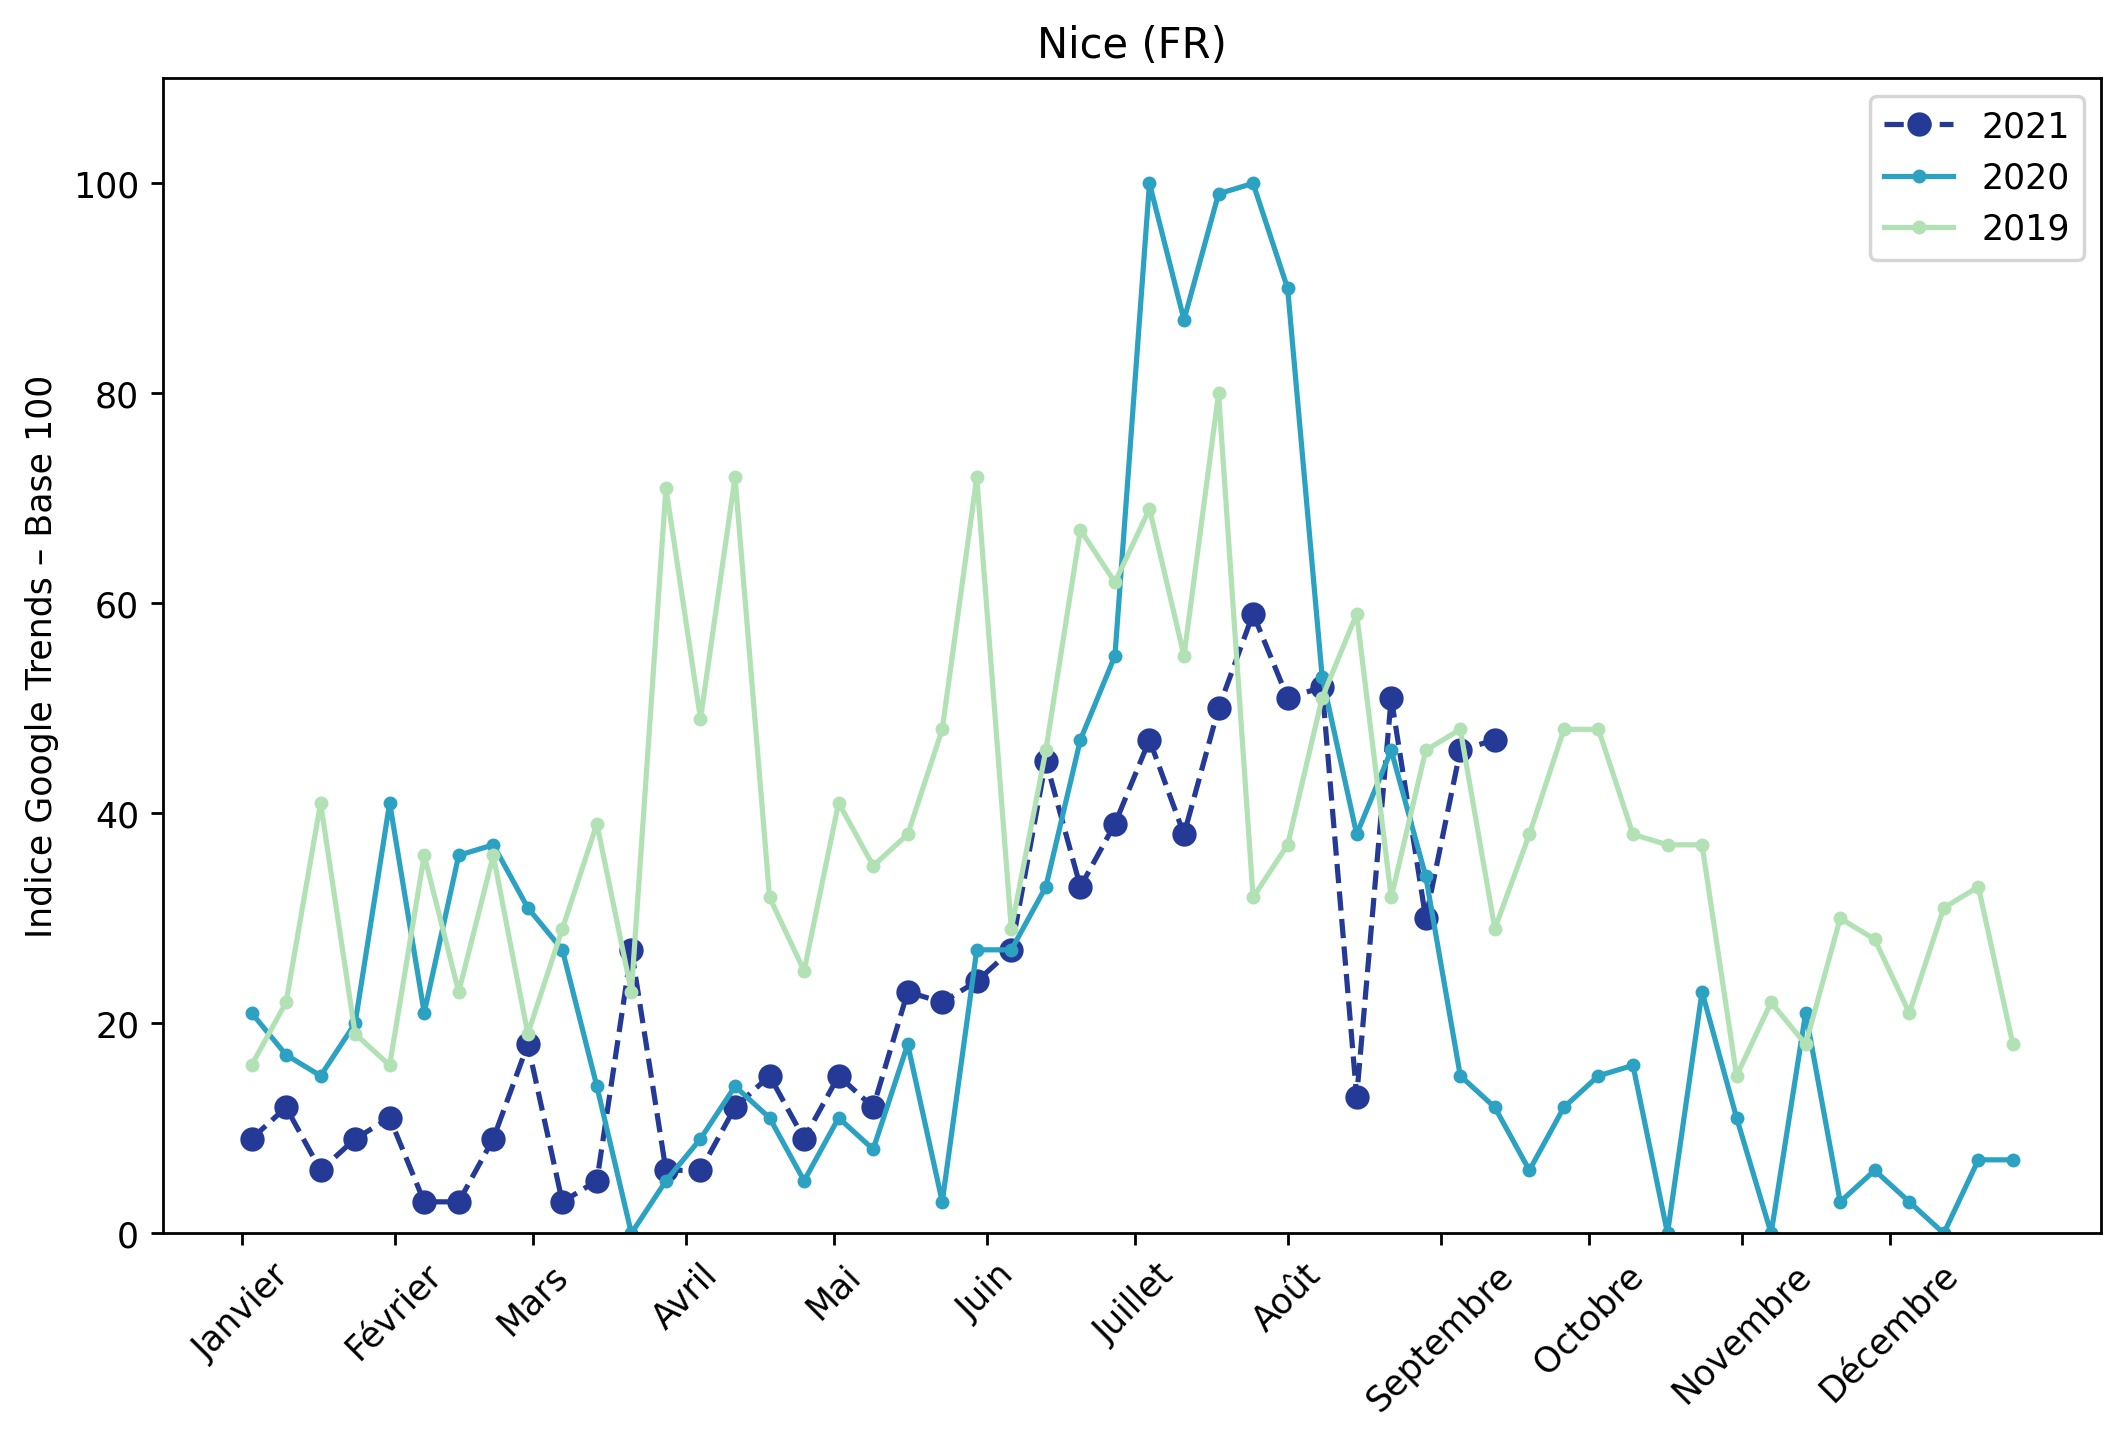 Nice (FR)
2021
2020
2019
Indice Google Trends – Base 100
100
80
60
40
20
0
Janvier
Février
Mars
Avril
Mai
Juin
Juillet
Août
Septembre
Octobre
Novembre
Décembre